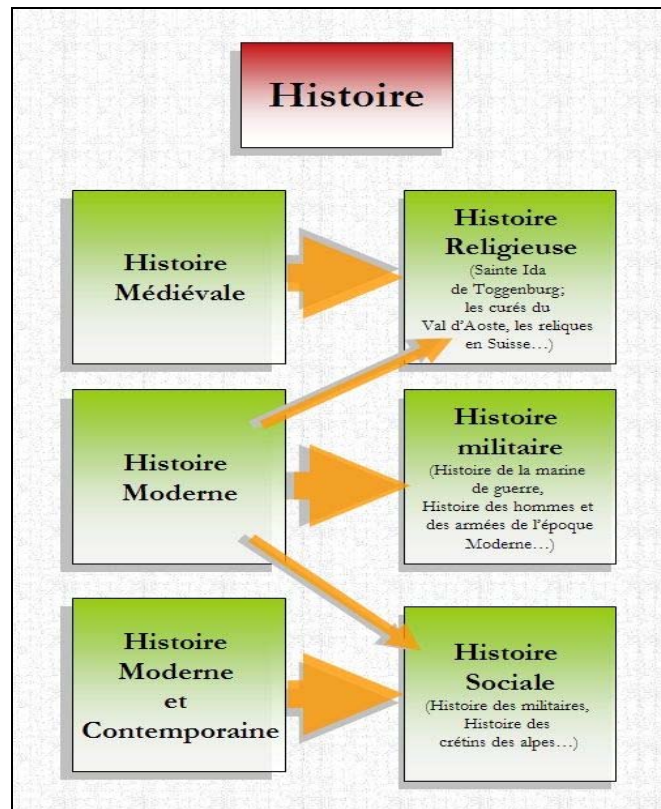 Histoire
Histoire
Médiévale
Histoire
Religieuse
(Sainte Ida
de Toggenburg;
les curés du
Val d'Aoste, les reliques
en Suisse...)
Histoire
Moderne
Histoire
militaire
(Histoire de la marine
de guerre,
Histoire des hommes et
des armées de l'époque
Moderne...)
Histoire
Moderne
et
Contemporaine
Histoire
Sociale
(Histoire des militaires,
Histoire des
crétins des alpes...)